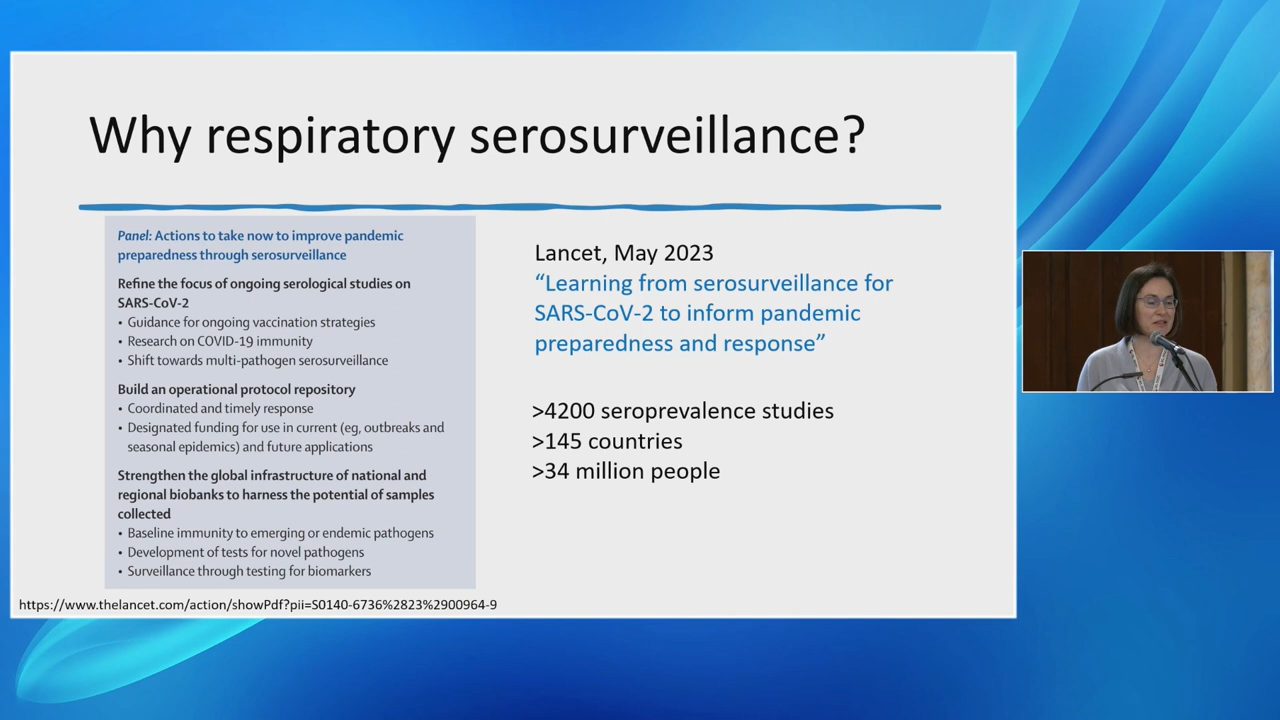 Why respiratory serosurveillance?
Panel: Actions to take now to improve pandemic
preparedness through serosurveillance
Refine the focus of ongoing serological studies on
SARS-CoV-2
• Guidance for ongoing vaccination strategies
• Research on COVID-19 immunity
• Shift towards multi-pathogen serosurveillance
Build an operational protocol repository
• Coordinated and timely response
• Designated funding for use in current (eg, outbreaks and
seasonal epidemics) and future applications
Strengthen the global infrastructure of national and
regional biobanks to harness the potential of samples
collected
• Baseline immunity to emerging or endemic pathogens
• Development of tests for novel pathogens
• Surveillance through testing for biomarkers
Lancet, May 2023
“Learning from serosurveillance for
SARS-CoV-2 to inform pandemic
preparedness and response”
>4200 seroprevalence studies
>145 countries
>34 million people
https://www.thelancet.com/action/showPdf?pii=S0140-6736%2823%2900964-9